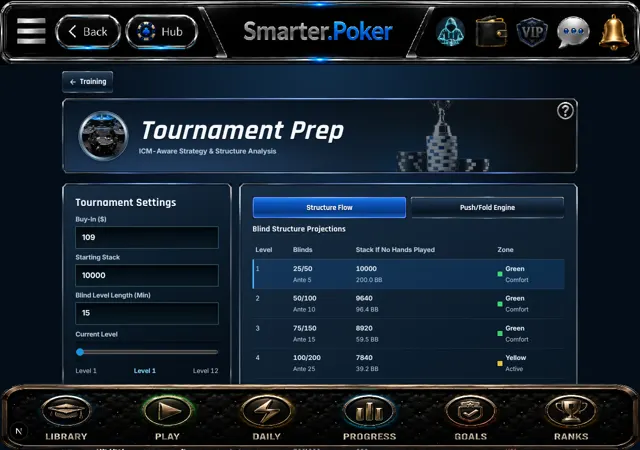 Back
Hub
Smarter.Poker
VIP
← Training
Tournament Prep
ICM-Aware Strategy & Structure Analysis
?
Tournament Settings
Buy-In ($)
109
Starting Stack
10000
Blind Level Length (Min)
15
Current Level
Level 1 Level 1 Level 12
Structure Flow Push/Fold Engine
Blind Structure Projections
Level Blinds Stack If No Hands Played Zone
1 25/50 10000 Green
Ante 5 200.0 BB Comfort
2 50/100 9640 Green
Ante 10 96.4 BB Comfort
3 75/150 8920 Green
Ante 15 59.5 BB Comfort
4 100/200 7840 Yellow
Ante 25 39.2 BB Active
N
LIBRARY PLAY DAILY PROGRESS GOALS RANKS